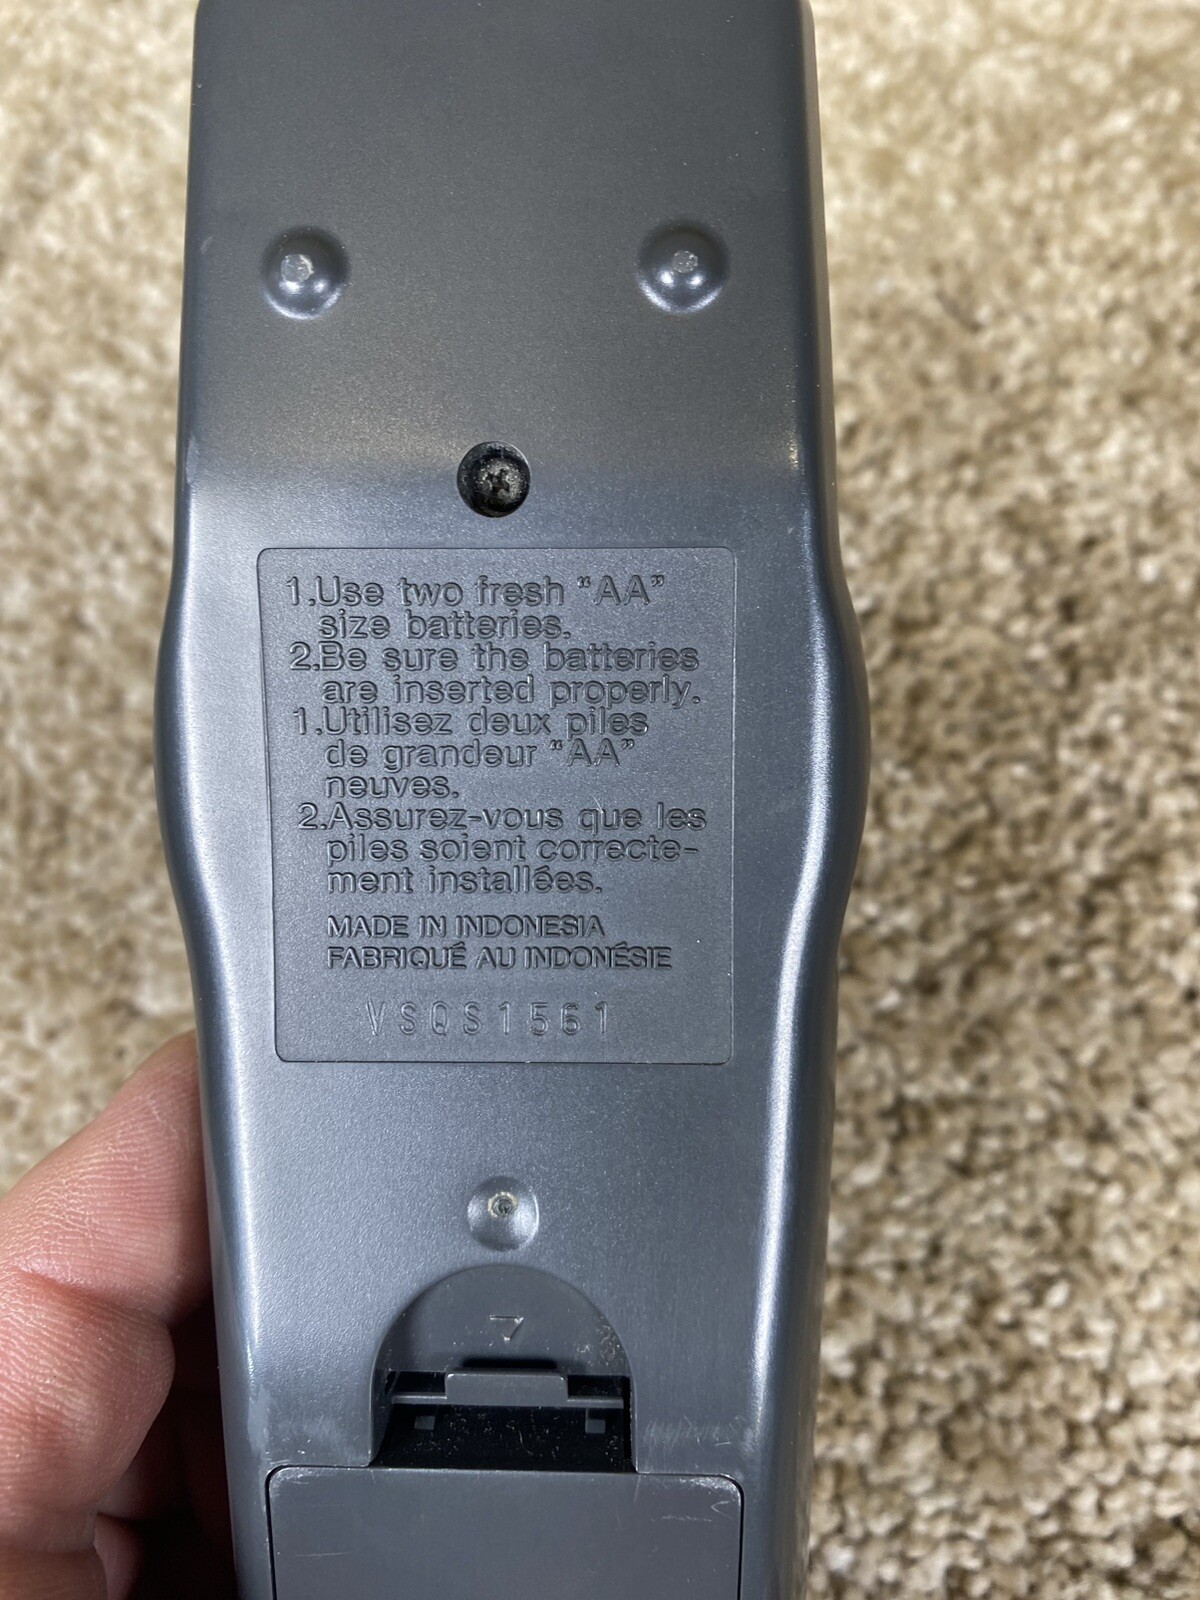 1.Use two fresh "AA"
size batteries.
2.Be sure the batteries
are inserted properly.
1.Utilisez deux piles
de grandeur "AA"
neuves.
2.Assurez-vous que les
piles soient correcte-
ment installées.
MADE IN INDONESIA
FABRIQUÉ AU INDONÉSIE
VSQS1561